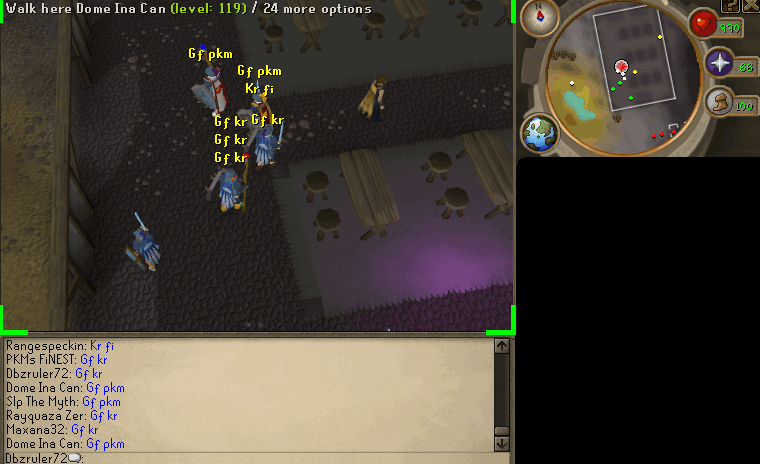 Walk here Dome Ina Can (level: 119) / 24 more options
Gf pkm
Gf pkm
Kr fi
Gf kr
Gf kr
Gf kr
Gf kr
990
66
100
Rangespeckin: Kr fi
PKMs FiNEST: Gf kr
Dbzruler72: Gf kr
Dome Ina Can: Gf pkm
Slp The Myth: Gf pkm
Rayquaza Zer: Gf kr
Maxana32: Gf kr
Dome Ina Can: Gf pkm
Dbzruler72: